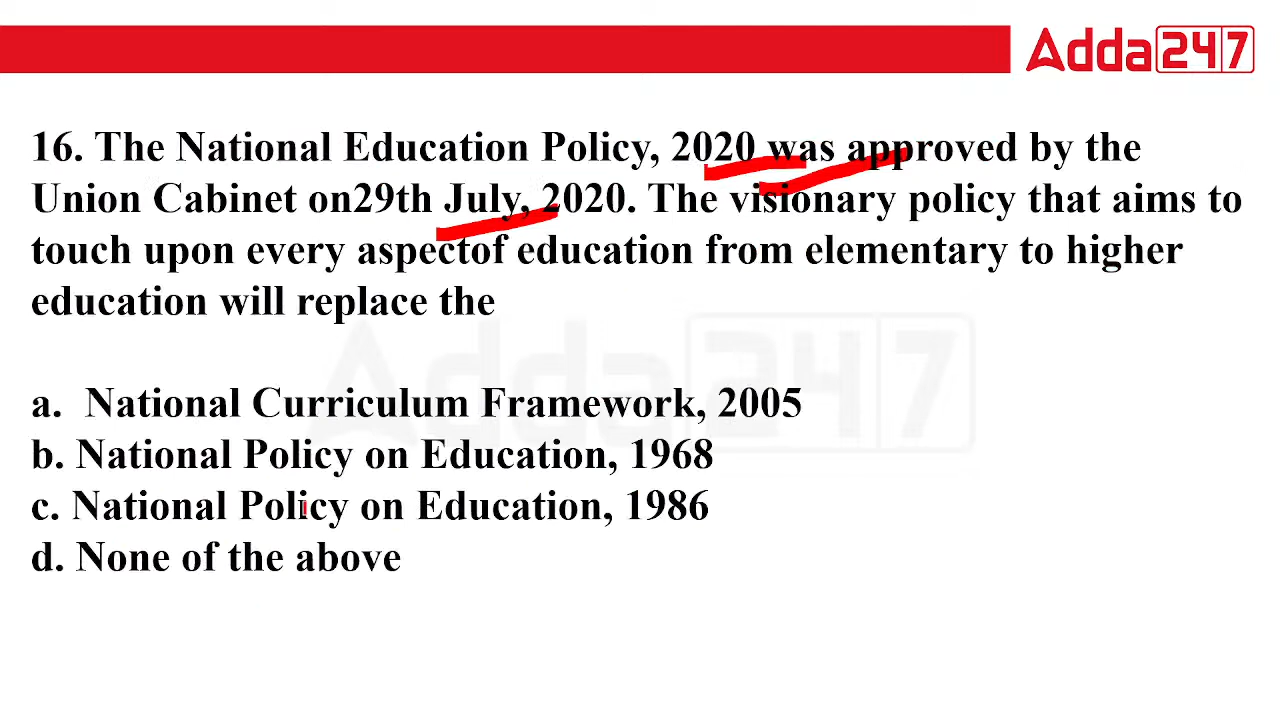 Adda247
16. The National Education Policy, 2020 was approved by the
Union Cabinet on29th July, 2020. The visionary policy that aims to
touch upon every aspectof education from elementary to higher
education will replace the
Adda247
a. National Curriculum Framework, 2005
b. National Policy on Education, 1968
c. National Policy on Education, 1986
d. None of the above